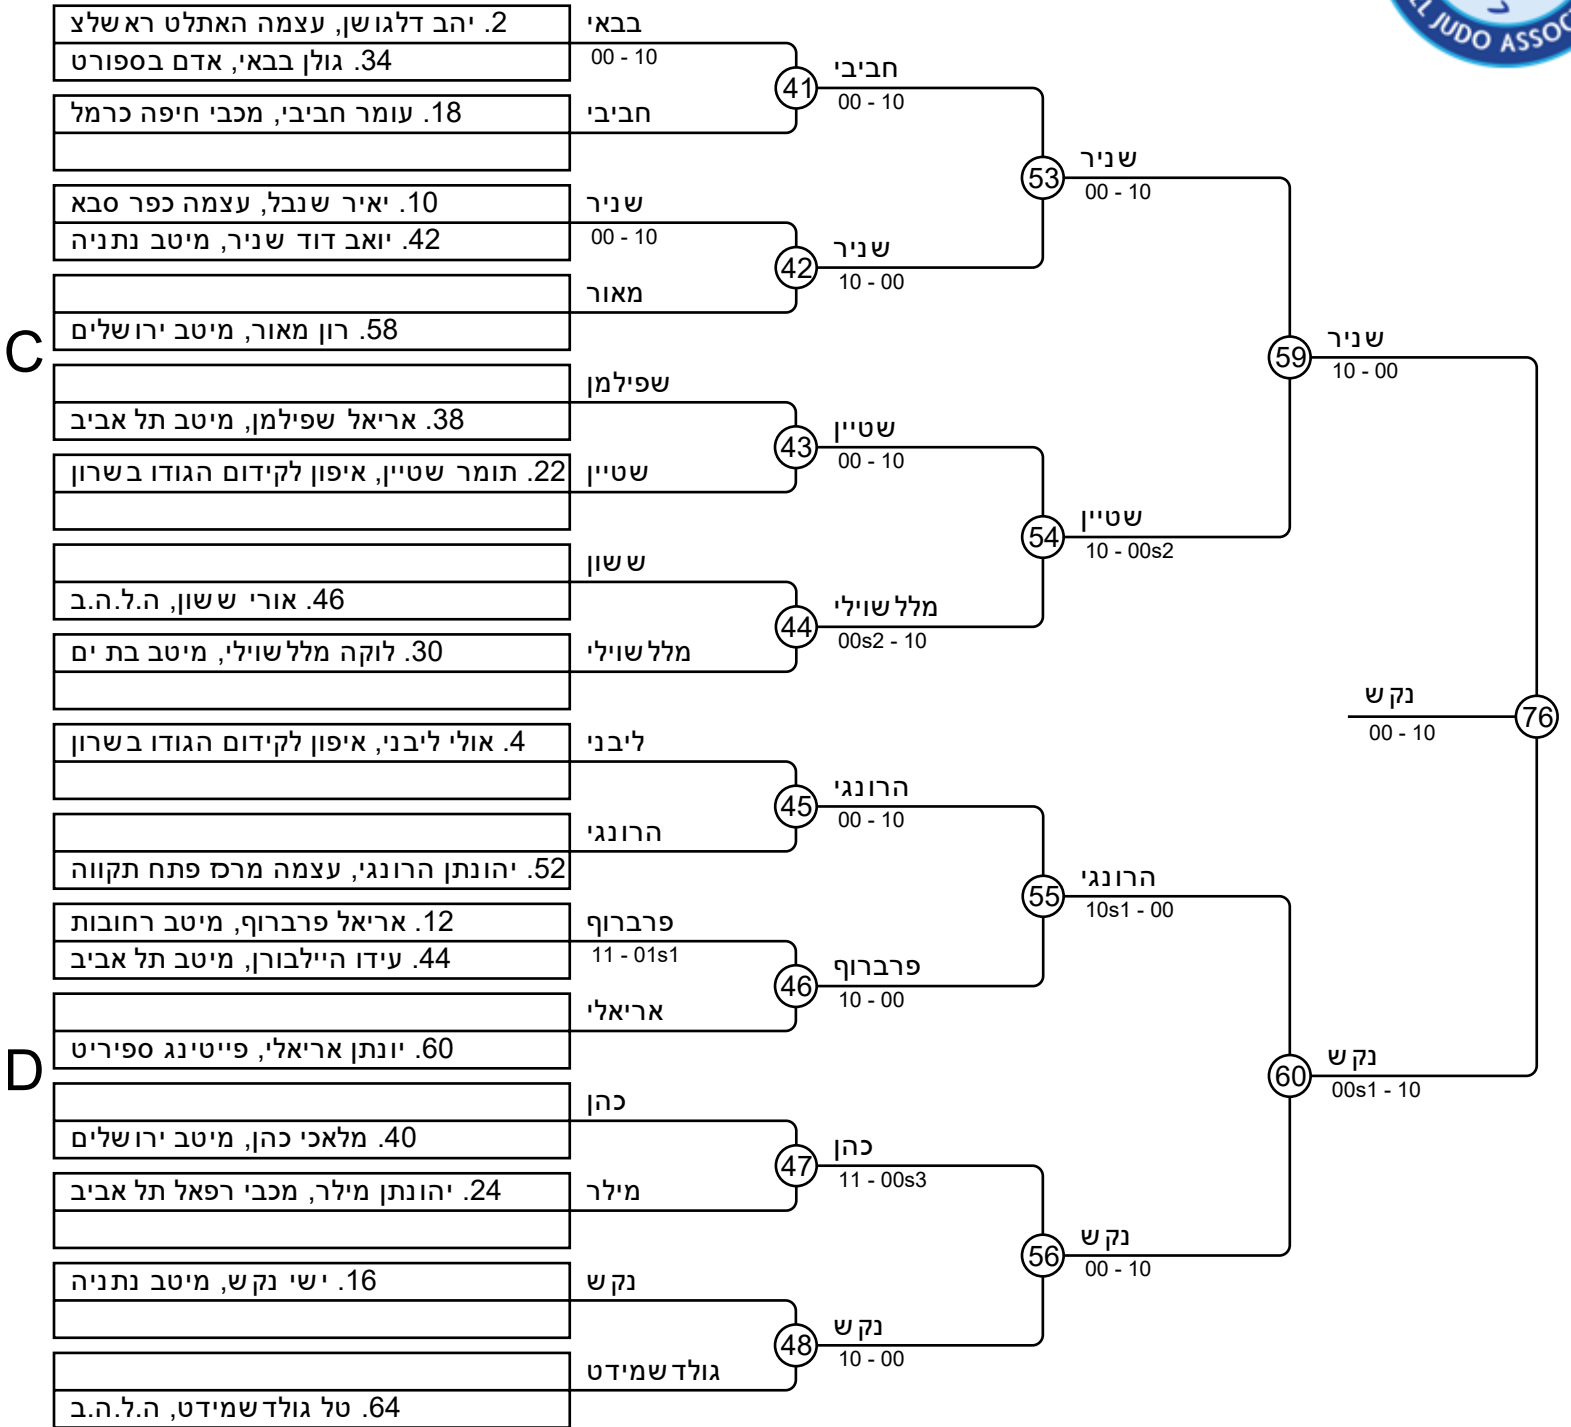 LL JUDO ASSOC
C
2. יהב דלגושן, עצמה האתלט ראשלצ
34. גולן בבאי, אדם בספורט
18. עומר חביבי, מכבי חיפה כרמל
10. יאיר שנבל, עצמה כפר סבא
42. יואב דוד שניר, מיטב נתניה
58. רון מאור, מיטב ירושלים
38. אריאל שפילמן, מיטב תל אביב
22. תומר שטיין, איפון לקידום הגודו בשרון
46. אורי ששון, ה.ל.ה.ב
30. לוקה מללשוילי, מיטב בת ים
D
4. אולי ליבני, איפון לקידום הגודו בשרון
52. יהונתן הרונגי, עצמה מרכז פתח תקווה
12. אריאל פרברוף, מיטב רחובות
44. עידו היילבורן, מיטב תל אביב
60. יונתן אריאלי, פייטינג ספיריט
40. מלאכי כהן, מיטב ירושלים
24. יהונתן מילר, מכבי רפאל תל אביב
16. ישי נקש, מיטב נתניה
64. טל גולדשמידט, ה.ל.ה.ב
בבאי
00 - 10
חביבי
שניר
00 - 10
מאור
שפילמן
שטיין
ששון
מללשוילי
ליבני
הרונגי
פרברוף
11 - 01s1
אריאלי
כהן
מילר
נקש
גולדשמידט
41
חביבי
00 - 10
42
שניר
10 - 00
43
שטיין
00 - 10
44
מללשוילי
00s2 - 10
45
הרונגי
00 - 10
46
פרברוף
10 - 00
47
כהן
11 - 00s3
48
נקש
10 - 00
53
שניר
00 - 10
54
שטיין
10 - 00s2
55
הרונגי
10s1 - 00
56
נקש
00 - 10
59
שניר
10 - 00
60
נקש
00s1 - 10
76
נקש
00 - 10